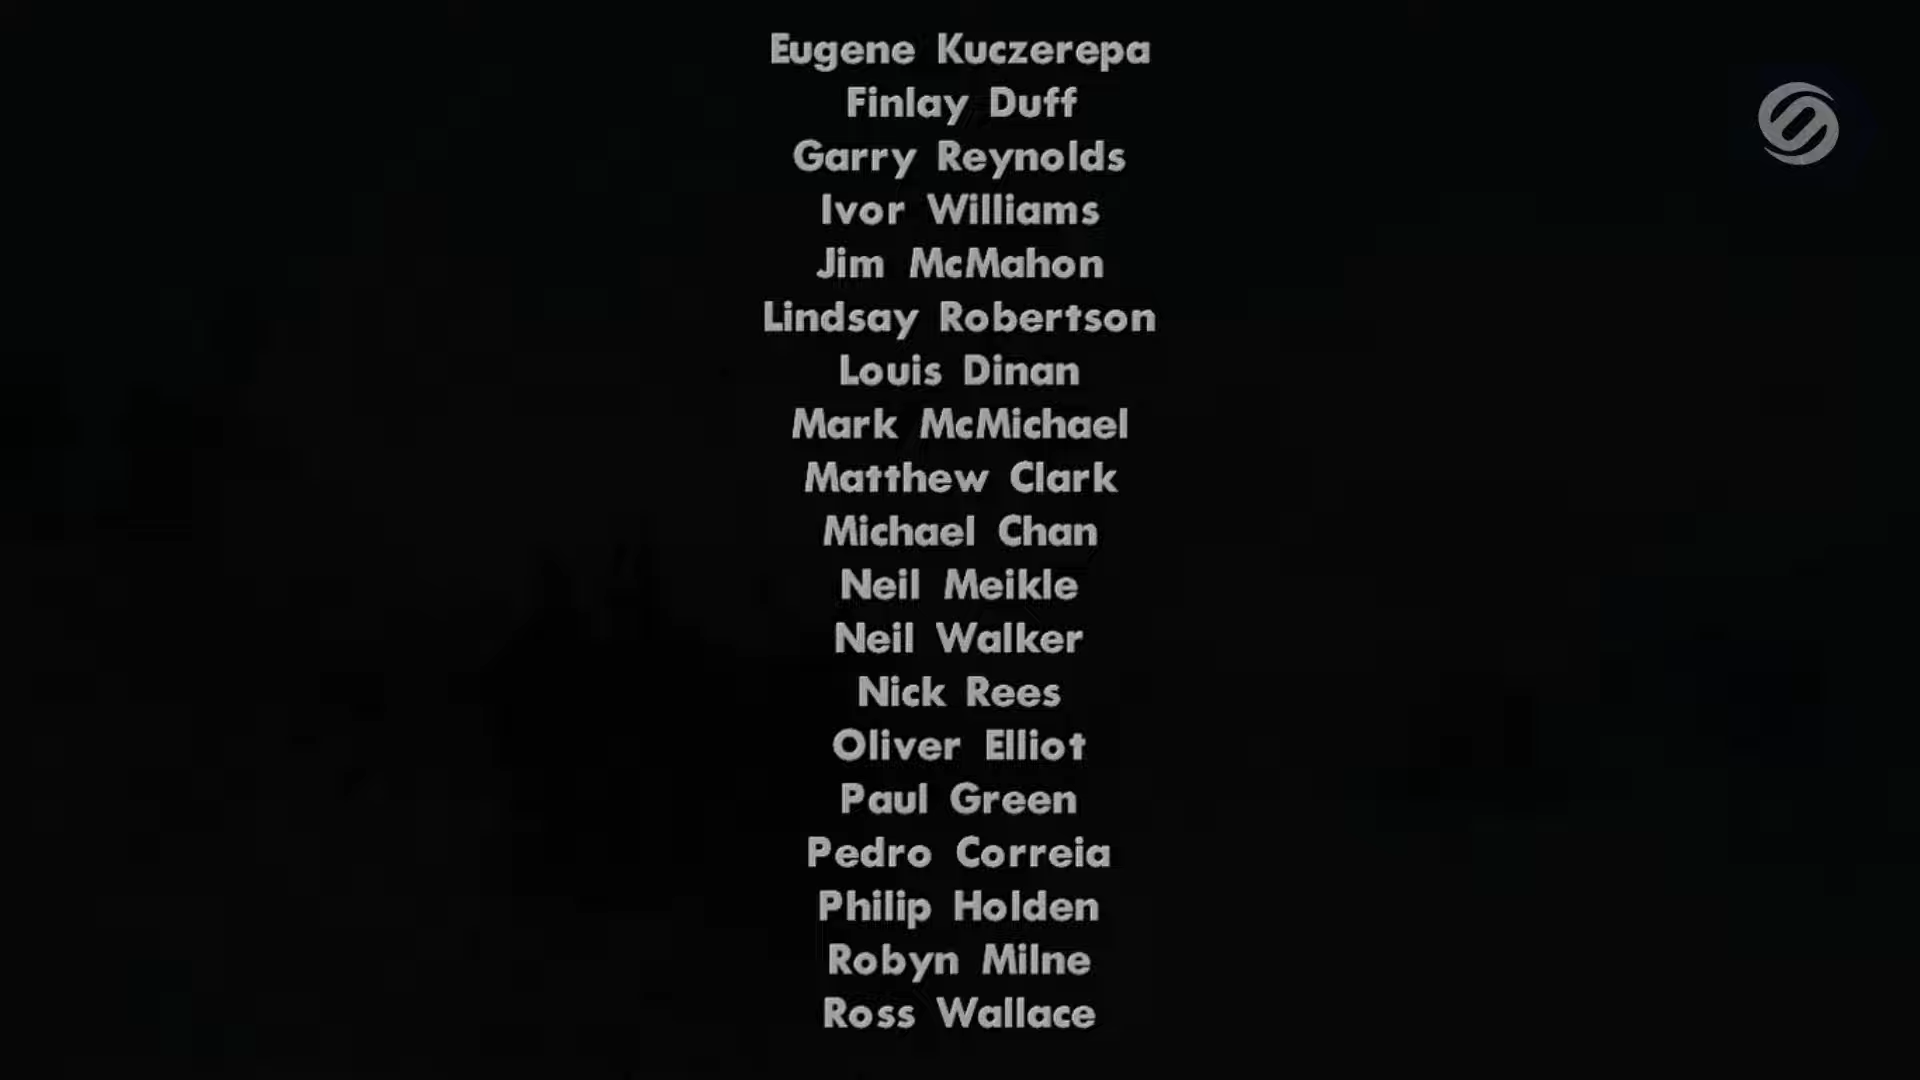 Eugene Kuczerepa
Finlay Duff
Garry Reynolds
Ivor Williams
Jim McMahon
Lindsay Robertson
Louis Dinan
Mark McMichael
Matthew Clark
Michael Chan
Neil Meikle
Neil Walker
Nick Rees
Oliver Elliot
Paul Green
Pedro Correia
Philip Holden
Robyn Milne
Ross Wallace